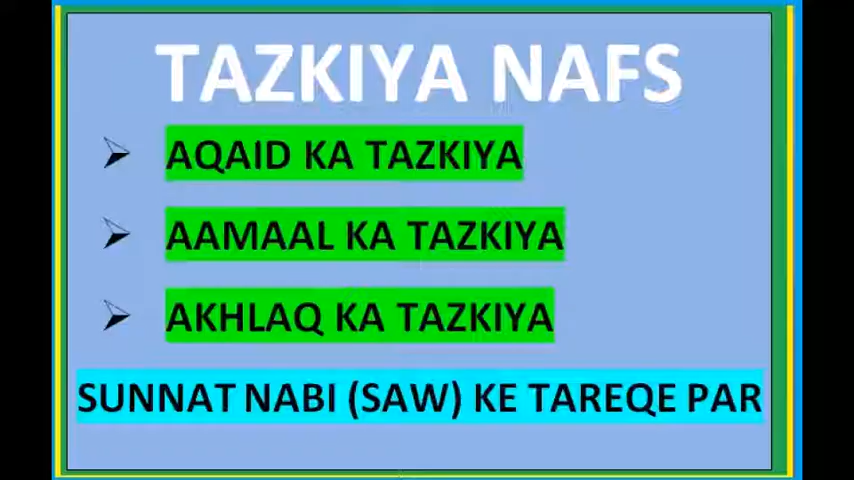 TAZKIYA NAFS
AQAID KA TAZKIYA
AAMAAL KA TAZKIYA
AKHLAQ KA TAZKIYA
SUNNAT NABI (SAW) KE TAREQE PAR